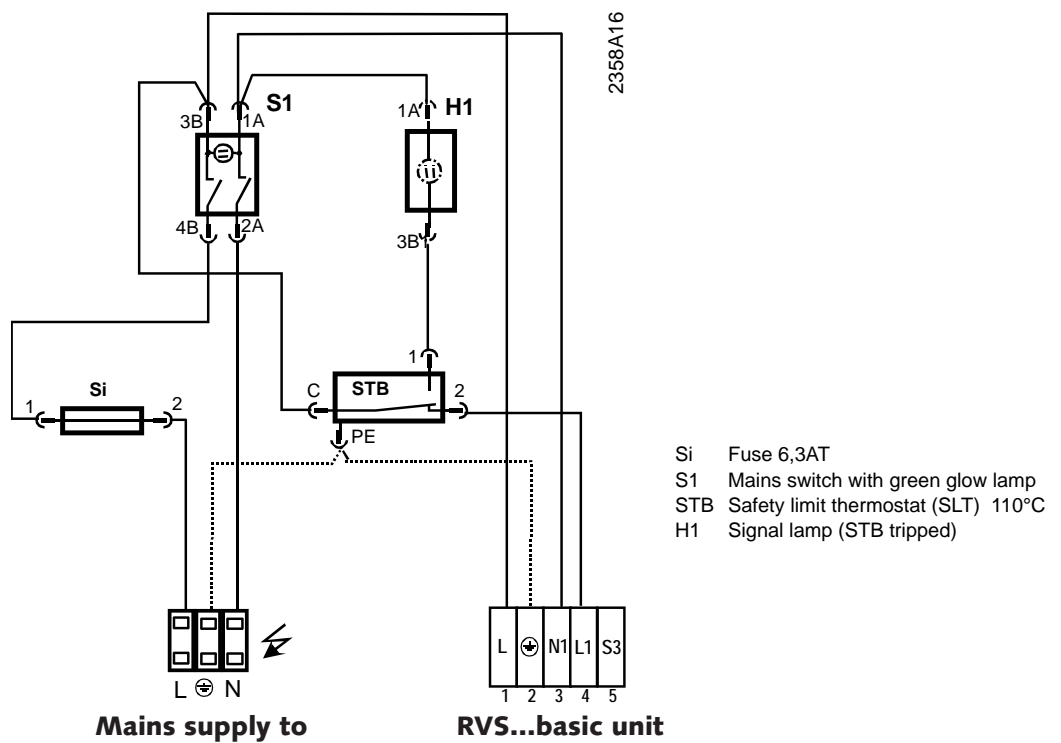 2358A16
S1
3B
1A
1A
H1
4B
2A
3B
1
C
STB
2
PE
1
Si
2
Si Fuse 6,3AT
S1 Mains switch with green glow lamp
STB Safety limit thermostat (SLT) 110°C
H1 Signal lamp (STB tripped)
L N1 L1 S3
1 2 3 4 5
L N
Mains supply to
RVS...basic unit